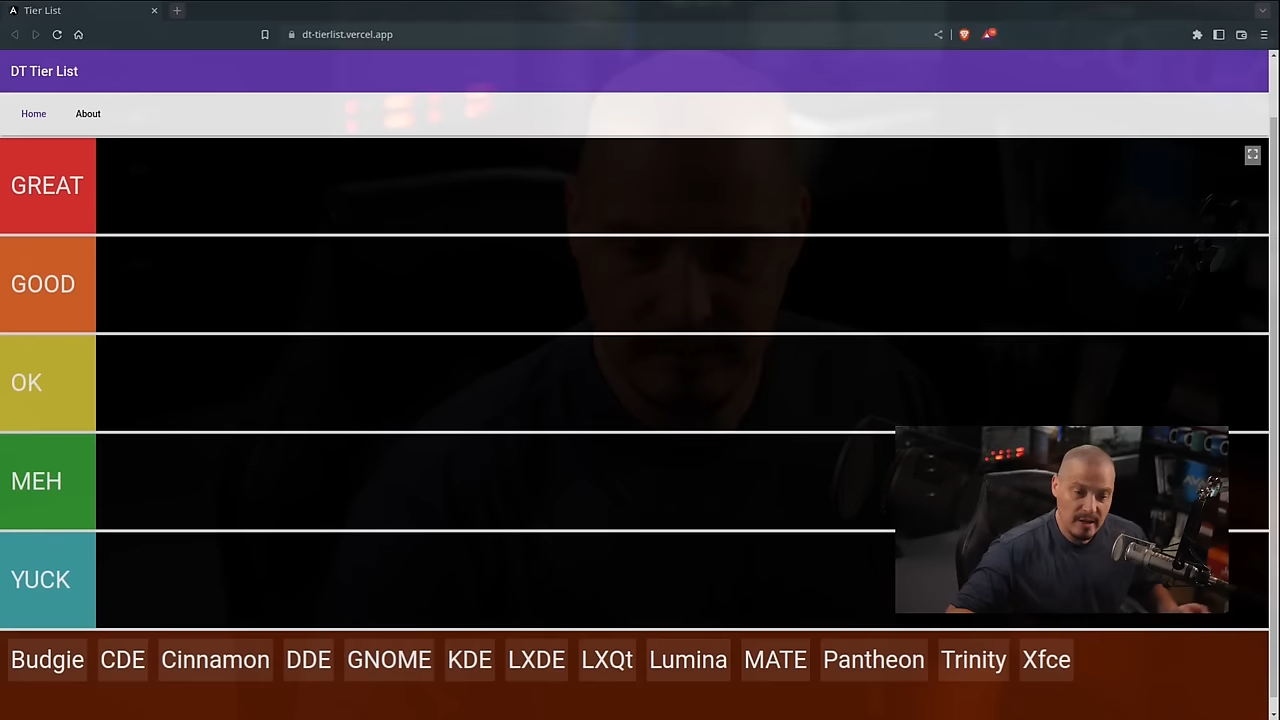 Tier List
dt-tierlist.vercel.app
DT Tier List
Home About
GREAT
GOOD
OK
MEH
YUCK
Budgie CDE Cinnamon DDE GNOME KDE LXDE LXQt Lumina MATE Pantheon Trinity Xfce